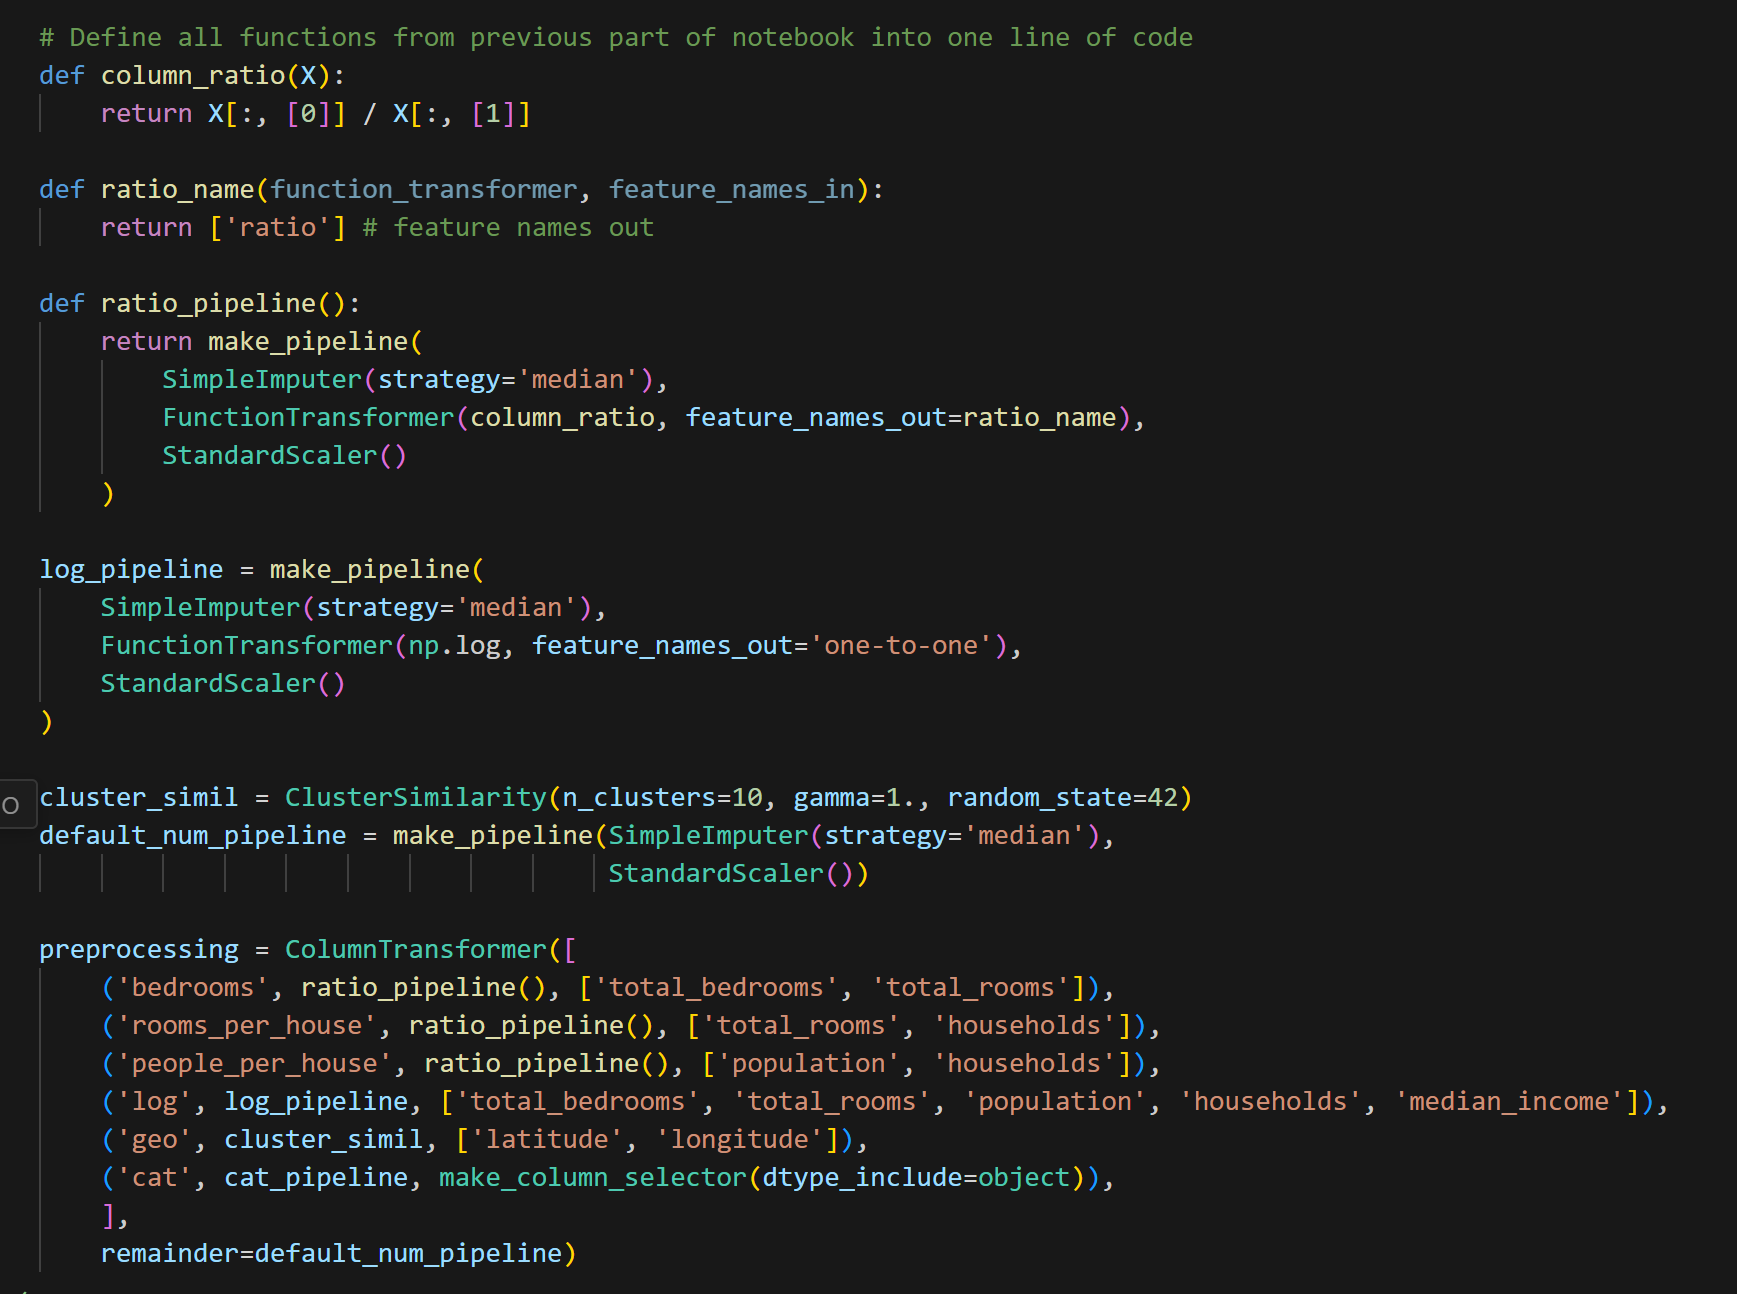 # Define all functions from previous part of notebook into one line of code
def column_ratio(X):
    return X[:, [0]] / X[:, [1]]

def ratio_name(function_transformer, feature_names_in):
    return ['ratio'] # feature names out

def ratio_pipeline():
    return make_pipeline(
        SimpleImputer(strategy='median'),
        FunctionTransformer(column_ratio, feature_names_out=ratio_name),
        StandardScaler()
    )

log_pipeline = make_pipeline(
    SimpleImputer(strategy='median'),
    FunctionTransformer(np.log, feature_names_out='one-to-one'),
    StandardScaler()
)

cluster_simil = ClusterSimilarity(n_clusters=10, gamma=1., random_state=42)
default_num_pipeline = make_pipeline(SimpleImputer(strategy='median'),
                                     StandardScaler())

preprocessing = ColumnTransformer([
    ('bedrooms', ratio_pipeline(), ['total_bedrooms', 'total_rooms']),
    ('rooms_per_house', ratio_pipeline(), ['total_rooms', 'households']),
    ('people_per_house', ratio_pipeline(), ['population', 'households']),
    ('log', log_pipeline, ['total_bedrooms', 'total_rooms', 'population', 'households', 'median_income']),
    ('geo', cluster_simil, ['latitude', 'longitude']),
    ('cat', cat_pipeline, make_column_selector(dtype_include=object)),
    ],
    remainder=default_num_pipeline)